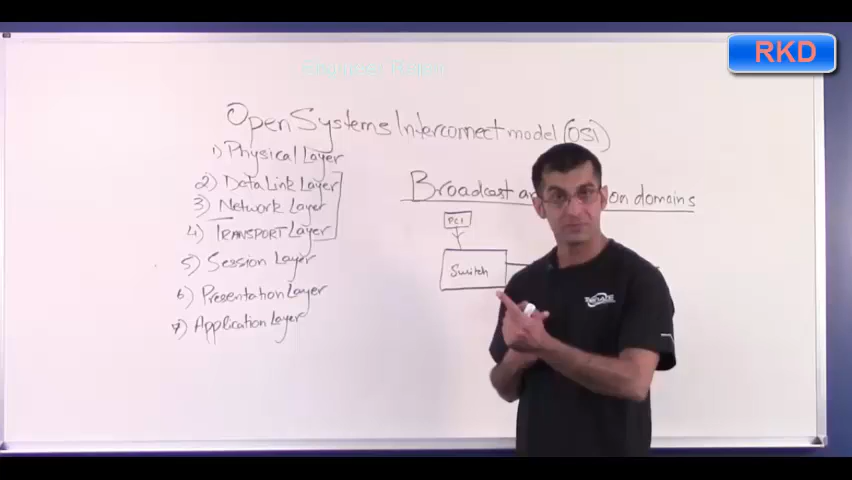 RKD
Open Systems Interconnect model (OSI)
1) Physical Layer
2) Data Link Layer
3) Network Layer
4) TRANSPORT Layer
5) Session Layer
6) Presentation Layer
7) Application Layer
Broadcast on domains
PC1
Switch